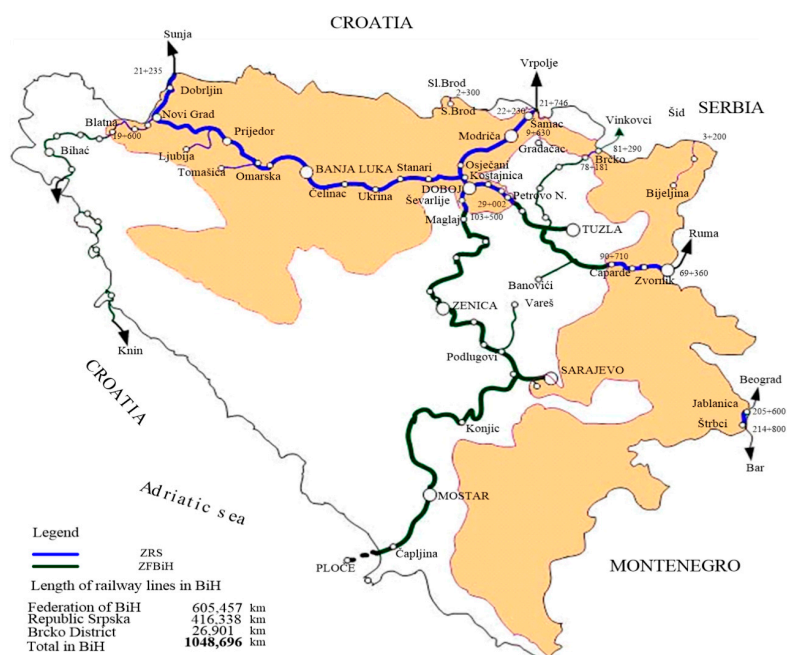 CROATIA
Sunja
21+235
Dobrljin
Novi Grad
Blatna
19+600
Bihać
Prijedor
Ljubija
Tomašica
Omarska
BANJA LUKA
Čelinac
Ukrina
Stanari
Sl.Brod
2+300
S.Brod
Vrpolje
22+230
21+746
Šamac
9+630
Modriča
Gradačac
Vinkovci
Šid
SERBIA
3+200
Brčko
81+290
78+181
Bijeljina
Osječani
Koštajnica
DOBOJ
Ševarlije
Petrovo N.
29+002
Maglaj
103+500
TUZLA
Ruma
90+710
Caparde
Zvornik
69+360
Banovići
Vareš
ZENICA
Podlugovi
SARAJEVO
Knin
CROATIA
Konjic
Beograd
Jablanica
205+600
Štrbci
214+800
Bar
Adriatic sea
MOSTAR
Čapljina
PLOČE
MONTENEGRO
Legend
ZRS
ZFBiH
Length of railway lines in BiH
Federation of BiH 605,457 km
Republic Srpska 416,338 km
Brcko District 26,901 km
Total in BiH 1048,696 km